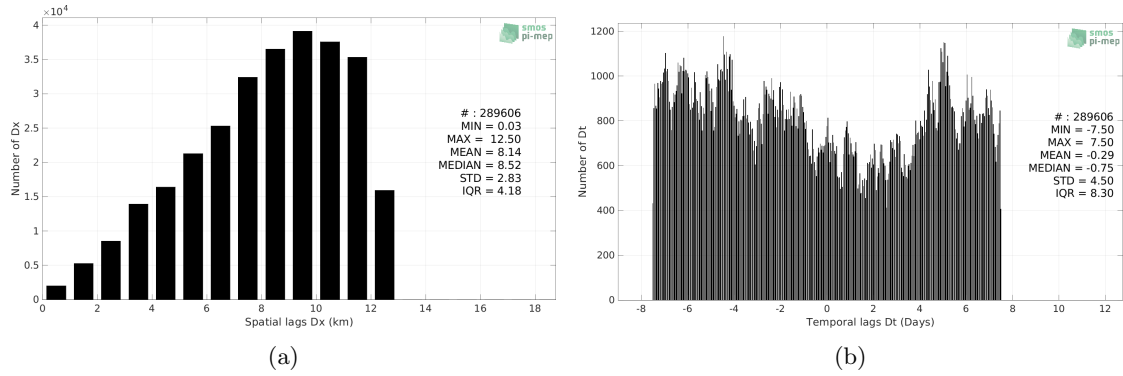 ×10⁴
4
3.5
3
2.5
2
1.5
1
0.5
0
Number of Dx
0 2 4 6 8 10 12 14 16 18
Spatial lags Dx (km)
smos
pi-mep
# : 289606
MIN = 0.03
MAX = 12.50
MEAN = 8.14
MEDIAN = 8.52
STD = 2.83
IQR = 4.18
(a)
1200
1000
800
600
400
200
0
Number of Dt
-8 -6 -4 -2 0 2 4 6 8 10 12
Temporal lags Dt (Days)
smos
pi-mep
# : 289606
MIN = -7.50
MAX = 7.50
MEAN = -0.29
MEDIAN = -0.75
STD = 4.50
IQR = 8.30
(b)